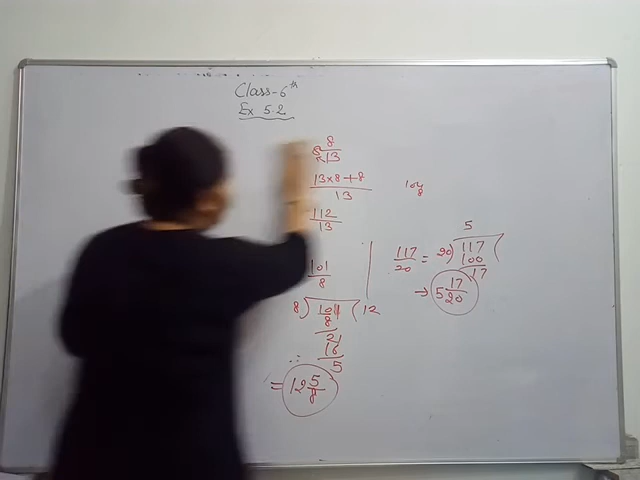 Class-6th
Ex 5.2
8 8/13
13×8+8
13
112
13
101
8
8) 101 ( 12
8
21
16
5
= 12 5/8
117/20 = 20) 117 (
5
100
17
→ 5 17/20